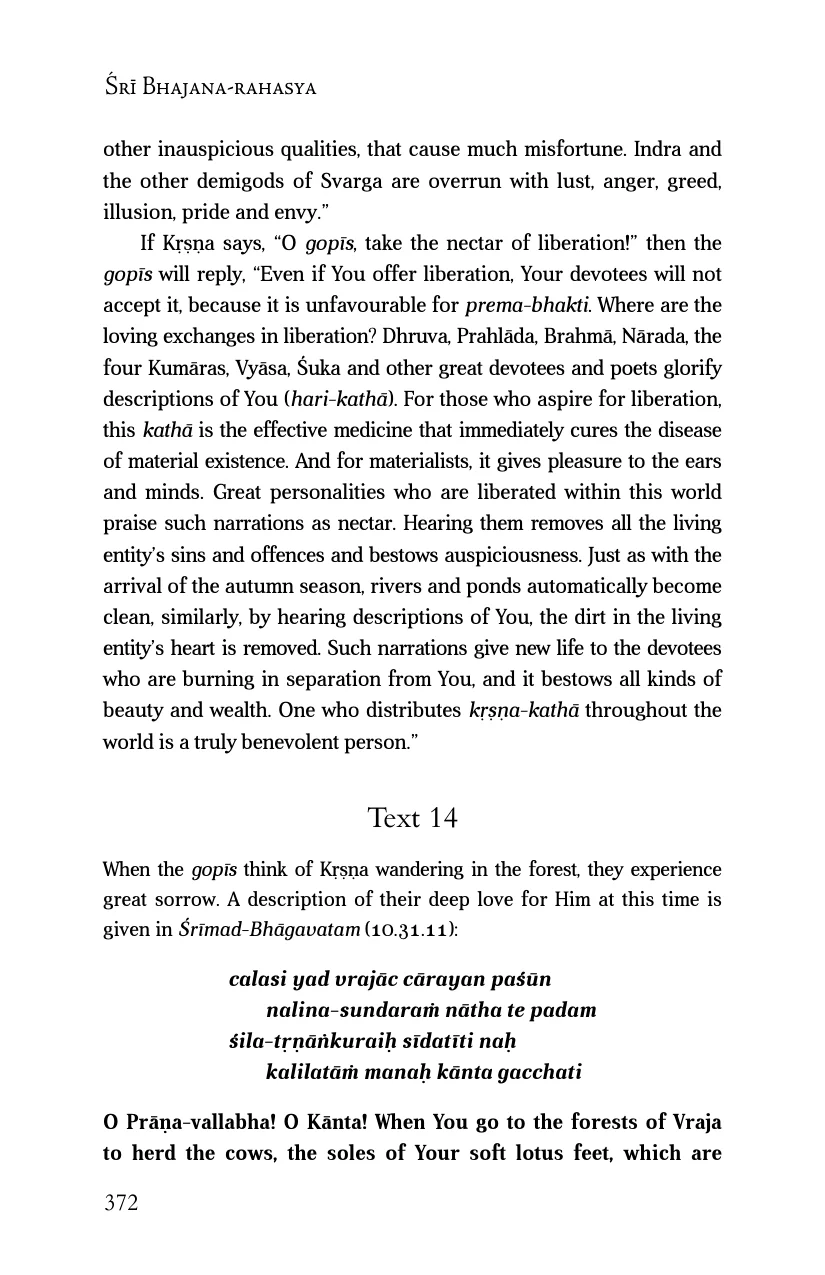 Śrī Bhajana-rahasya
other inauspicious qualities, that cause much misfortune. Indra and
the other demigods of Svarga are overrun with lust, anger, greed,
illusion, pride and envy.”
If Kṛṣṇa says, “O gopīs, take the nectar of liberation!” then the
gopīs will reply, “Even if You offer liberation, Your devotees will not
accept it, because it is unfavourable for prema-bhakti. Where are the
loving exchanges in liberation? Dhruva, Prahlāda, Brahmā, Nārada, the
four Kumāras, Vyāsa, Śuka and other great devotees and poets glorify
descriptions of You (hari-kathā). For those who aspire for liberation,
this kathā is the effective medicine that immediately cures the disease
of material existence. And for materialists, it gives pleasure to the ears
and minds. Great personalities who are liberated within this world
praise such narrations as nectar. Hearing them removes all the living
entity’s sins and offences and bestows auspiciousness. Just as with the
arrival of the autumn season, rivers and ponds automatically become
clean, similarly, by hearing descriptions of You, the dirt in the living
entity’s heart is removed. Such narrations give new life to the devotees
who are burning in separation from You, and it bestows all kinds of
beauty and wealth. One who distributes kṛṣṇa-kathā throughout the
world is a truly benevolent person.”
Text 14
When the gopīs think of Kṛṣṇa wandering in the forest, they experience
great sorrow. A description of their deep love for Him at this time is
given in Śrīmad-Bhāgavatam (10.31.11):
calasi yad vrajāc cārayan paśūn
nalina-sundaraṁ nātha te padam
śila-tṛṇāṅkuraiḥ sīdatīti naḥ
kalilatāṁ manaḥ kānta gacchati
O Prāṇa-vallabha! O Kānta! When You go to the forests of Vraja
to herd the cows, the soles of Your soft lotus feet, which are
372